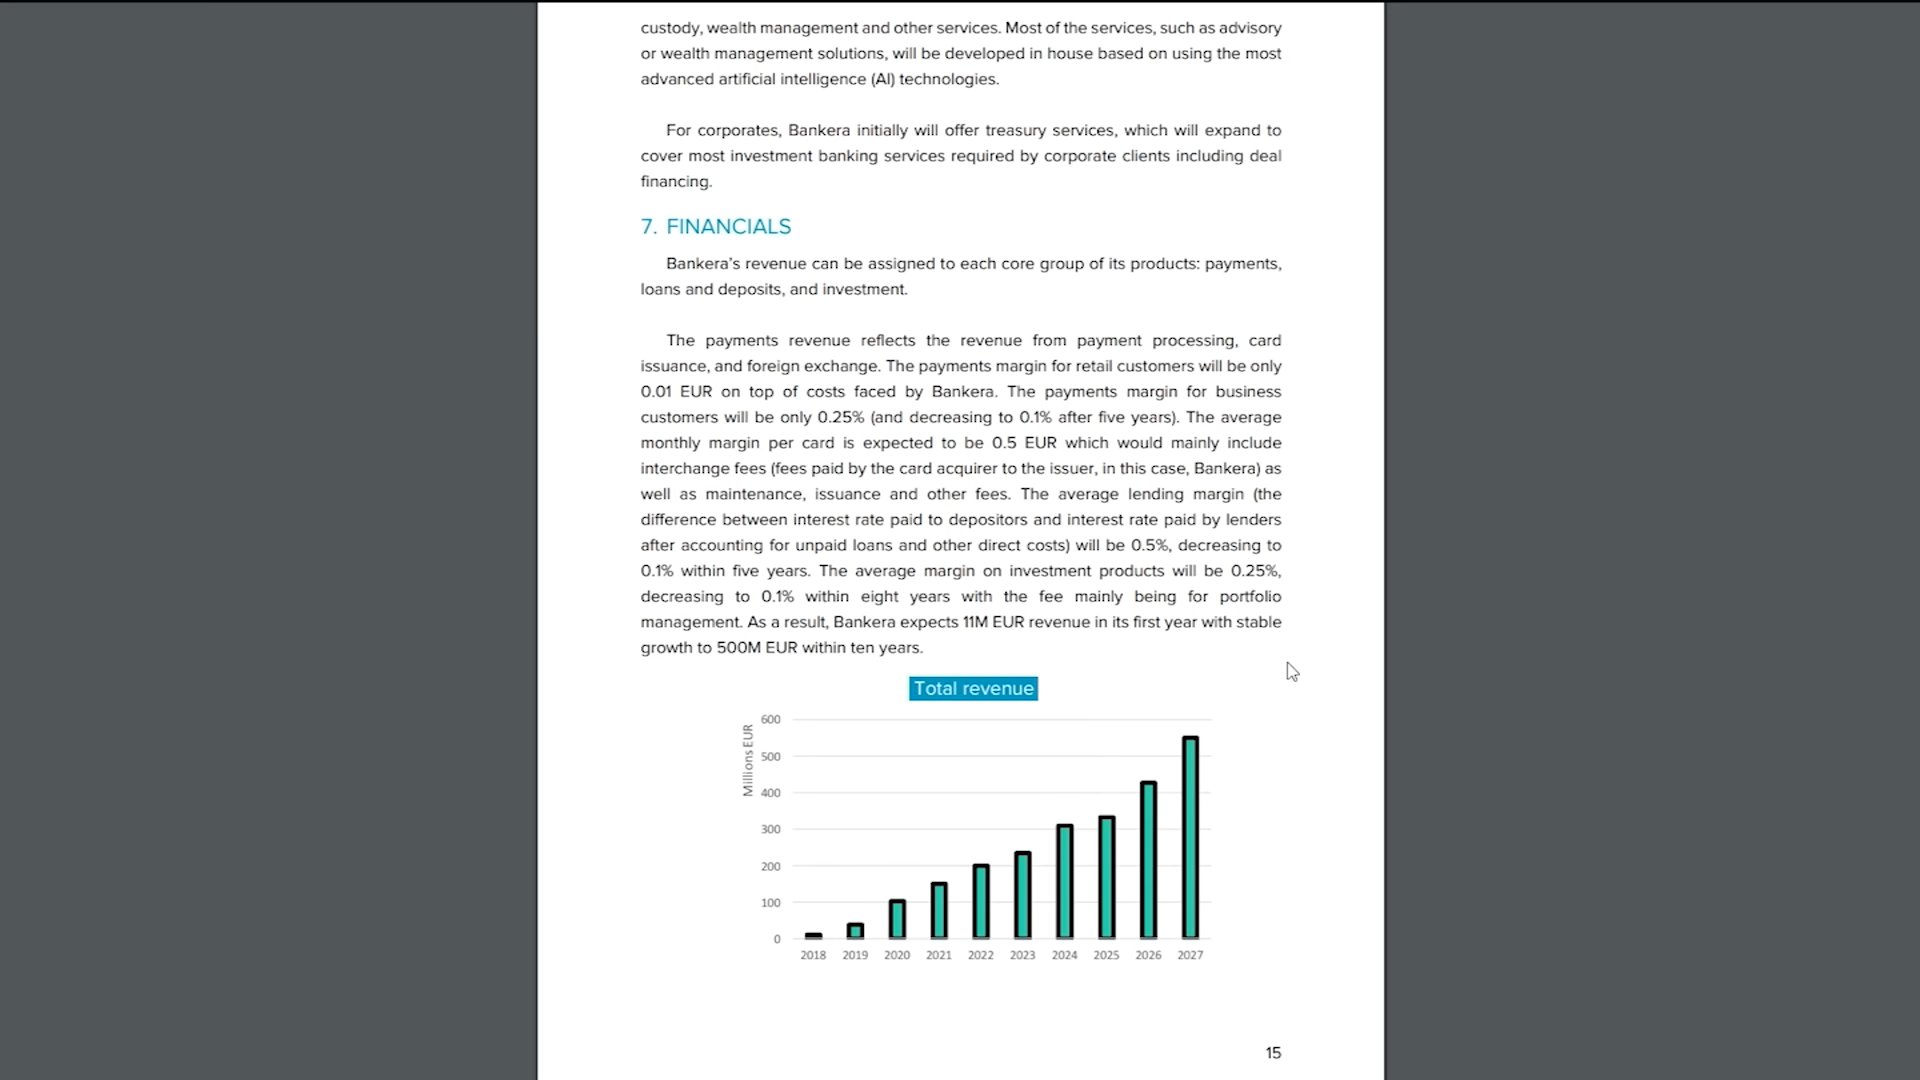 custody, wealth management and other services. Most of the services, such as advisory
or wealth management solutions, will be developed in house based on using the most
advanced artificial intelligence (AI) technologies.
For corporates, Bankera initially will offer treasury services, which will expand to
cover most investment banking services required by corporate clients including deal
financing.
7. FINANCIALS
Bankera's revenue can be assigned to each core group of its products: payments,
loans and deposits, and investment.
The payments revenue reflects the revenue from payment processing, card
issuance, and foreign exchange. The payments margin for retail customers will be only
0.01 EUR on top of costs faced by Bankera. The payments margin for business
customers will be only 0.25% (and decreasing to 0.1% after five years). The average
monthly margin per card is expected to be 0.5 EUR which would mainly include
interchange fees (fees paid by the card acquirer to the issuer, in this case, Bankera) as
well as maintenance, issuance and other fees. The average lending margin (the
difference between interest rate paid to depositors and interest rate paid by lenders
after accounting for unpaid loans and other direct costs) will be 0.5%, decreasing to
0.1% within five years. The average margin on investment products will be 0.25%,
decreasing to 0.1% within eight years with the fee mainly being for portfolio
management. As a result, Bankera expects 11M EUR revenue in its first year with stable
growth to 500M EUR within ten years.
Total revenue
Millions EUR
600
500
400
300
200
100
0
2018 2019 2020 2021 2022 2023 2024 2025 2026 2027
15